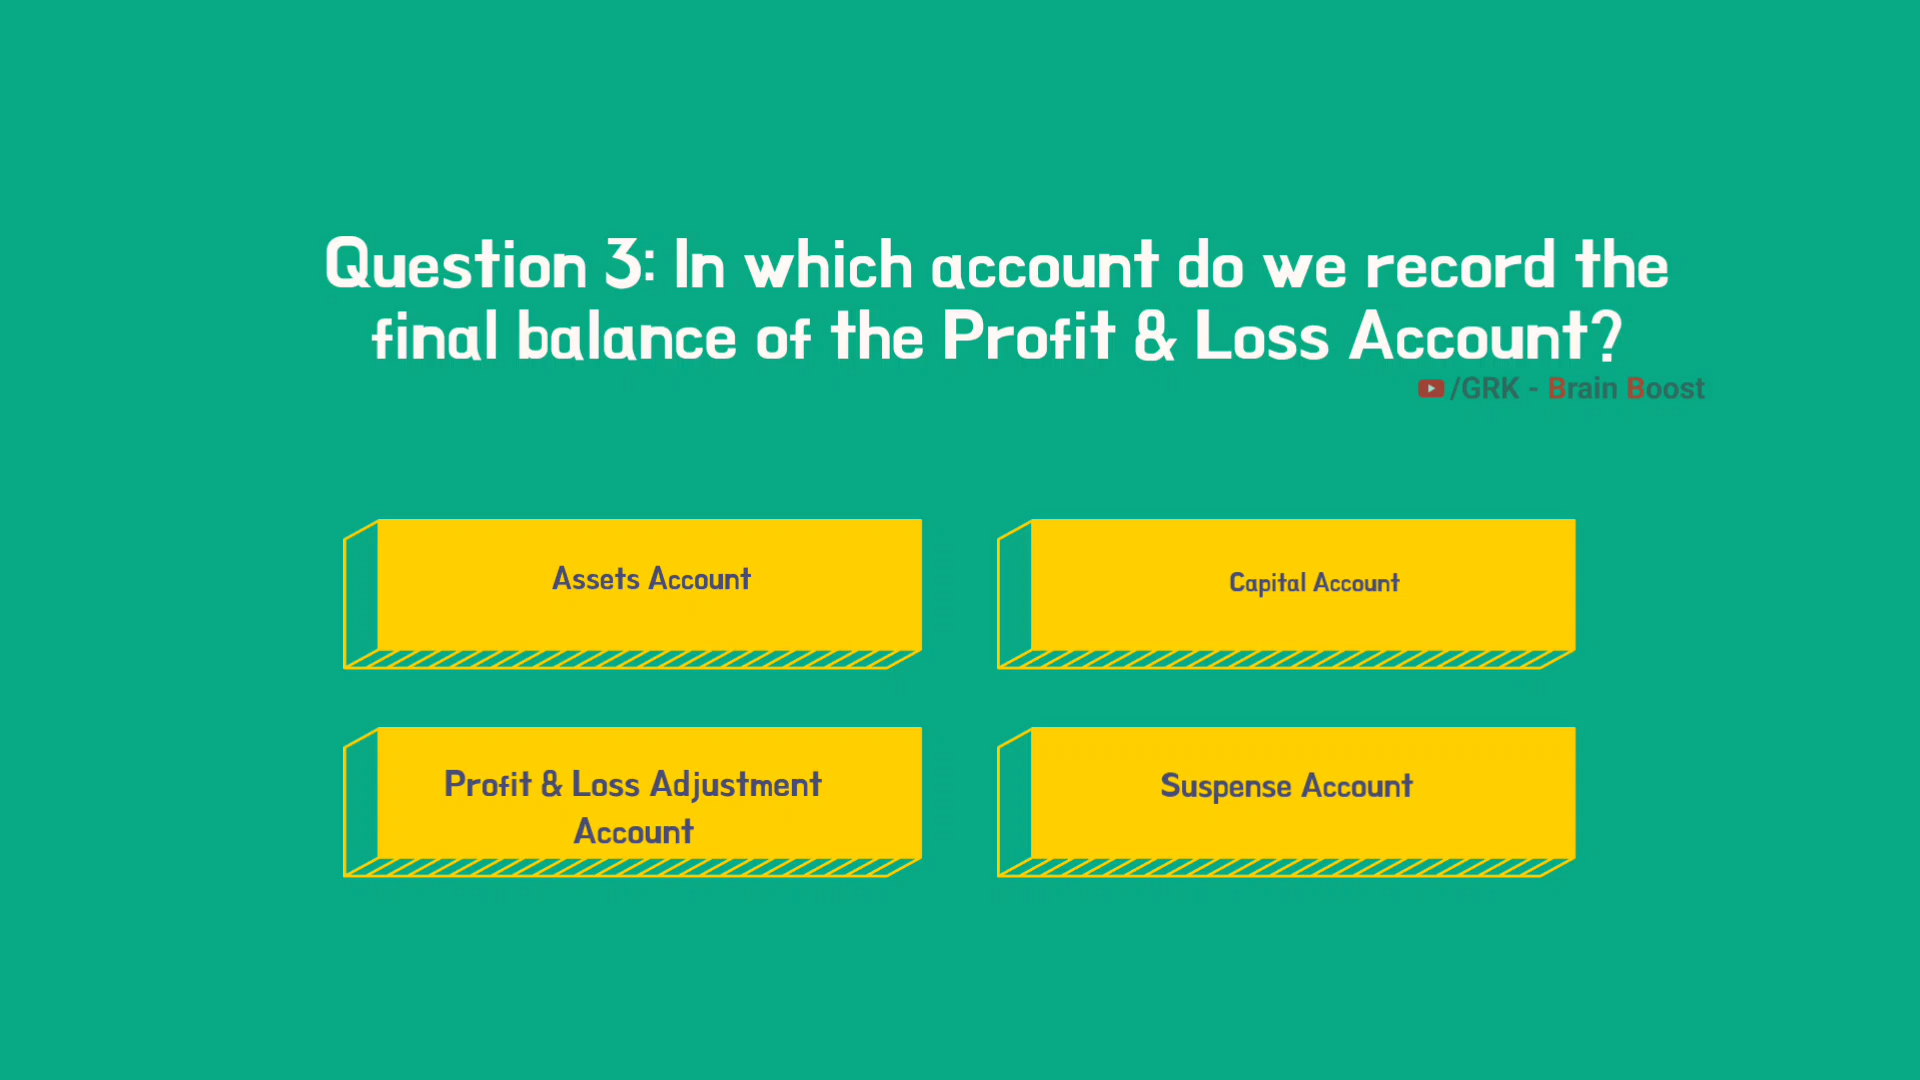 Question 3: In which account do we record the
final balance of the Profit & Loss Account?
/GRK - Brain Boost
Assets Account
Capital Account
Profit & Loss Adjustment
Account
Suspense Account